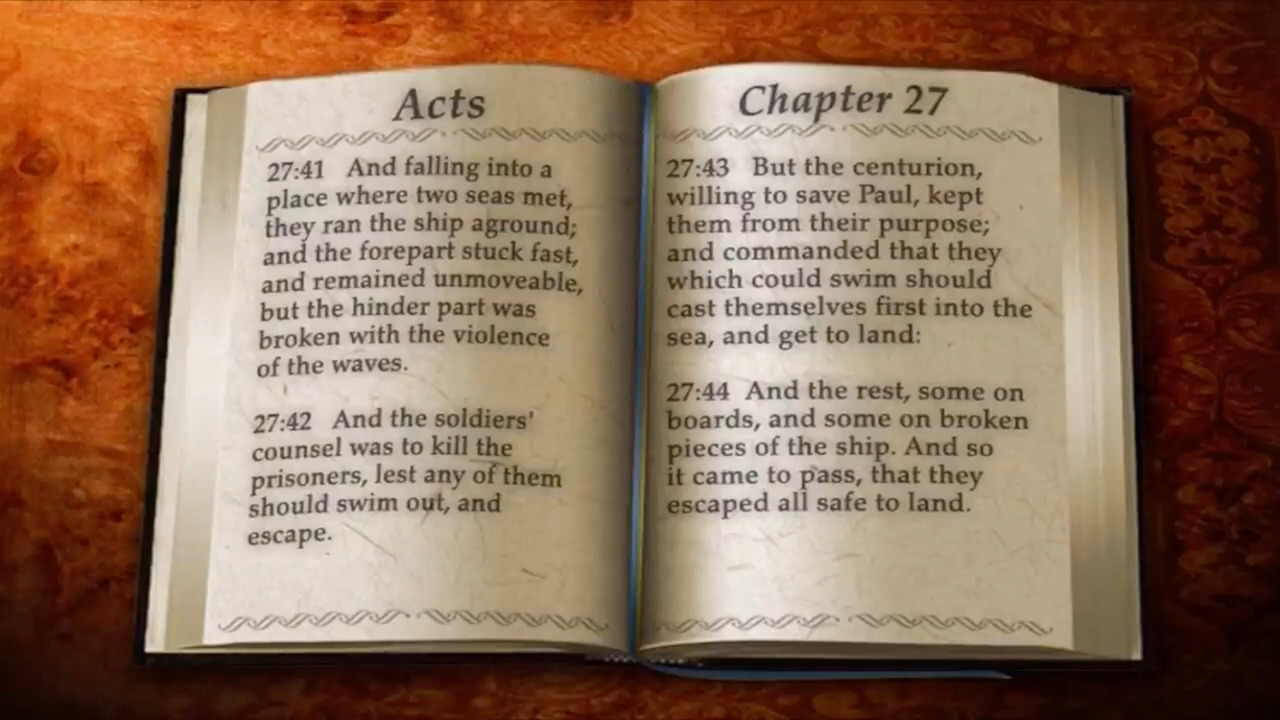 Acts
27:41 And falling into a
place where two seas met,
they ran the ship aground;
and the forepart stuck fast,
and remained unmoveable,
but the hinder part was
broken with the violence
of the waves.
27:42 And the soldiers'
counsel was to kill the
prisoners, lest any of them
should swim out, and
escape.
Chapter 27
27:43 But the centurion,
willing to save Paul, kept
them from their purpose;
and commanded that they
which could swim should
cast themselves first into the
sea, and get to land:
27:44 And the rest, some on
boards, and some on broken
pieces of the ship. And so
it came to pass, that they
escaped all safe to land.